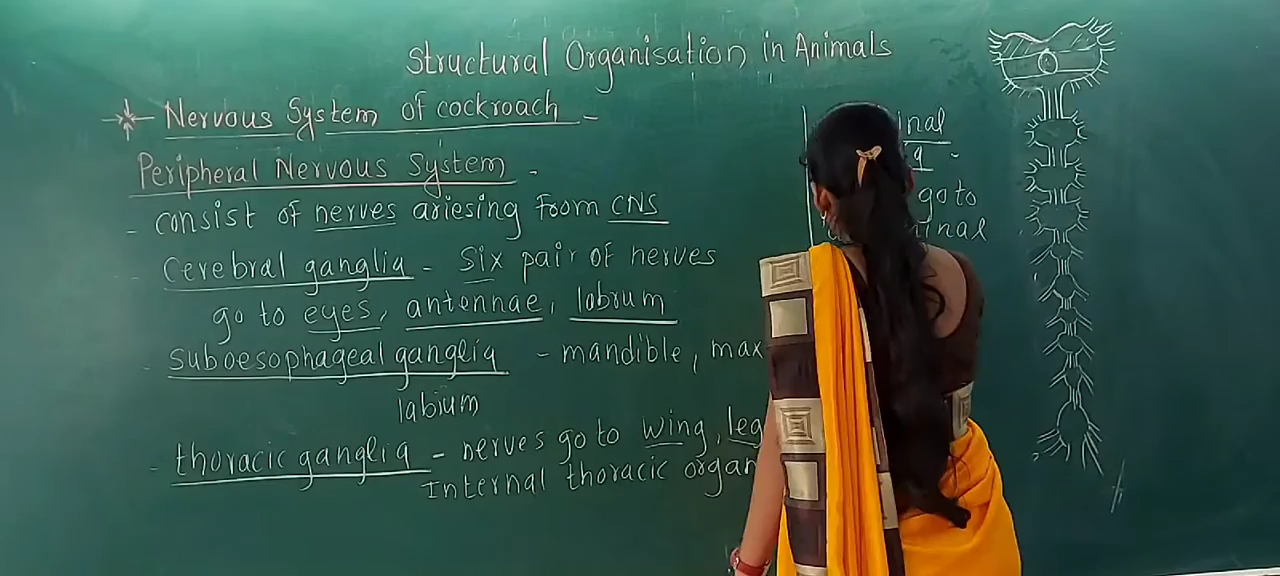 Structural Organisation in Animals
Nervous System of cockroach -
Peripheral Nervous System -
- consist of nerves ariesing from CNS
- Cerebral ganglia - Six pair of nerves
go to eyes, antennae, labrum
- suboesophageal ganglia - mandible, max
labium
- thoracic ganglia - nerves go to wing, leg
Internal thoracic organ
inal
go to
inal